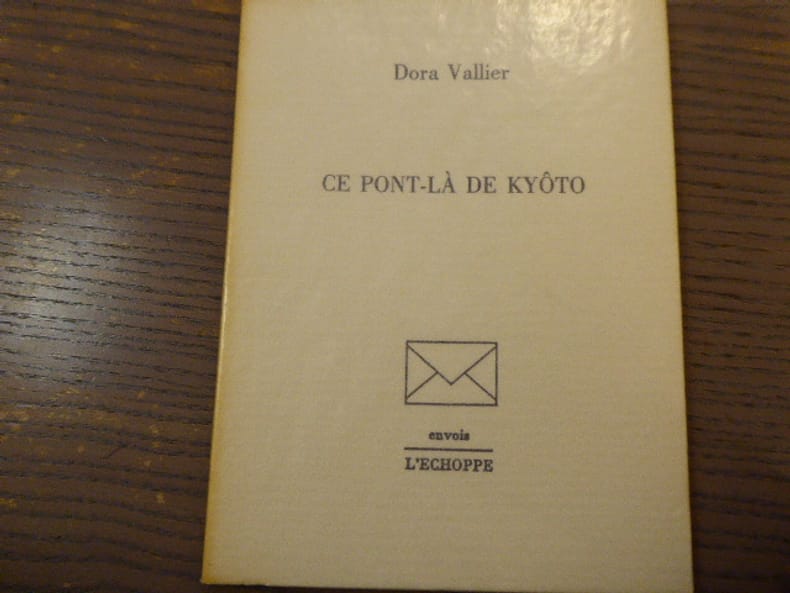 Dora Vallier
CE PONT-LÀ DE KYÔTO
envois
L'ECHOPPE